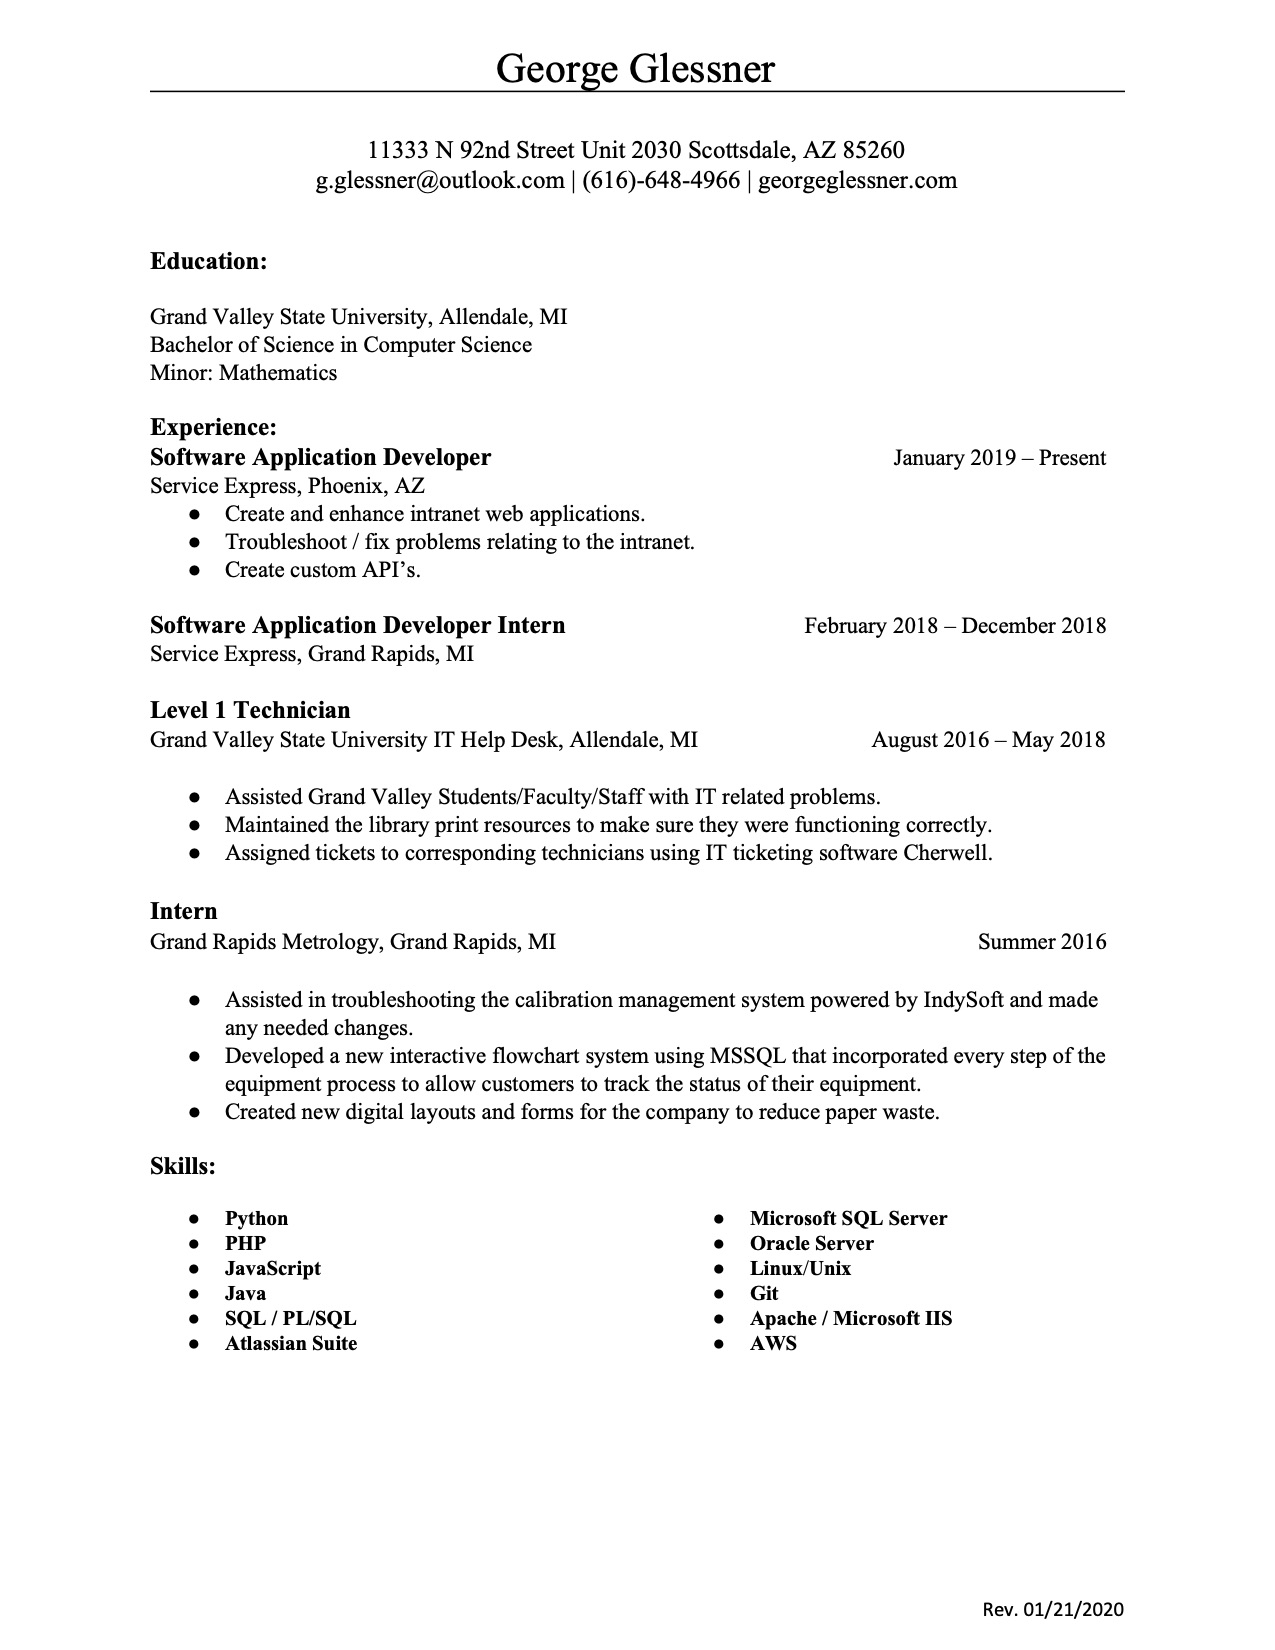 George Glessner
11333 N 92nd Street Unit 2030 Scottsdale, AZ 85260
g.glessner@outlook.com | (616)-648-4966 | georgeglessner.com
Education:
Grand Valley State University, Allendale, MI
Bachelor of Science in Computer Science
Minor: Mathematics
Experience:
Software Application Developer January 2019 – Present
Service Express, Phoenix, AZ
● Create and enhance intranet web applications.
● Troubleshoot / fix problems relating to the intranet.
● Create custom API’s.
Software Application Developer Intern February 2018 – December 2018
Service Express, Grand Rapids, MI
Level 1 Technician
Grand Valley State University IT Help Desk, Allendale, MI August 2016 – May 2018
● Assisted Grand Valley Students/Faculty/Staff with IT related problems.
● Maintained the library print resources to make sure they were functioning correctly.
● Assigned tickets to corresponding technicians using IT ticketing software Cherwell.
Intern
Grand Rapids Metrology, Grand Rapids, MI Summer 2016
● Assisted in troubleshooting the calibration management system powered by IndySoft and made
any needed changes.
● Developed a new interactive flowchart system using MSSQL that incorporated every step of the
equipment process to allow customers to track the status of their equipment.
● Created new digital layouts and forms for the company to reduce paper waste.
Skills:
● Python
● PHP
● JavaScript
● Java
● SQL / PL/SQL
● Atlassian Suite
● Microsoft SQL Server
● Oracle Server
● Linux/Unix
● Git
● Apache / Microsoft IIS
● AWS
Rev. 01/21/2020